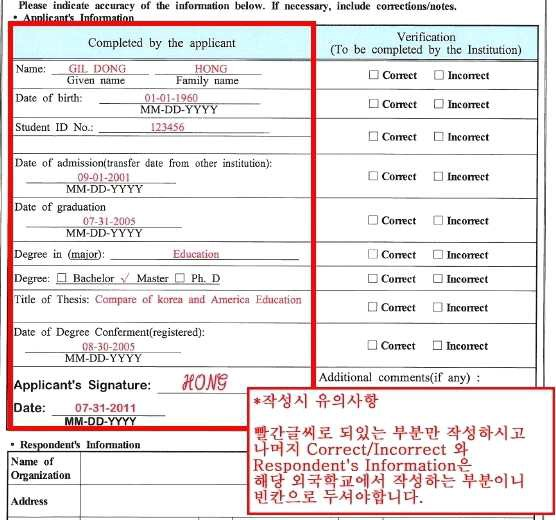 Please indicate accuracy of the information below. If necessary, include corrections/notes.
• Applicant's Information
Completed by the applicant
Verification
(To be completed by the Institution)
Name: GIL DONG HONG
Given name Family name
☐ Correct ☐ Incorrect
Date of birth: 01-01-1960
MM-DD-YYYY
☐ Correct ☐ Incorrect
Student ID No.: 123456
☐ Correct ☐ Incorrect
Date of admission(transfer date from other institution):
09-01-2001
MM-DD-YYYY
☐ Correct ☐ Incorrect
Date of graduation
07-31-2005
MM-DD-YYYY
☐ Correct ☐ Incorrect
Degree in (major): Education
☐ Correct ☐ Incorrect
Degree: ☐ Bachelor √ Master ☐ Ph. D
☐ Correct ☐ Incorrect
Title of Thesis: Compare of korea and America Education
☐ Correct ☐ Incorrect
Date of Degree Conferment(registered):
08-30-2005
MM-DD-YYYY
☐ Correct ☐ Incorrect
Applicant's Signature: HONG
Date: 07-31-2011
MM-DD-YYYY
Additional comments(if any) :
*작성시 유의사항
빨간글씨로 되있는 부분만 작성하시고
나머지 Correct/Incorrect 와
Respondent's Information은
해당 외국학교에서 작성하는 부분이니
빈칸으로 두셔야합니다.
• Respondent's Information
Name of
Organization
Address